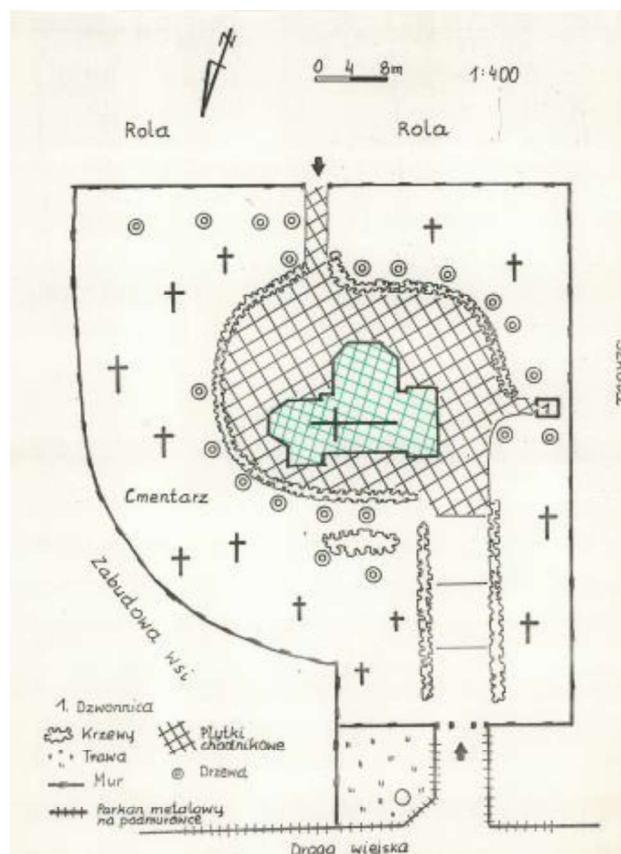 N
0 4 8m
1:400
Rola
Rola
1
Cmentarz
Zabudowa wsi
1. Dzwonnica
Krzewy
Trawa
Mur
Parkan metalowy
na podmurówce
Płytki
chodnikowe
Drzewa
Droga wiejska